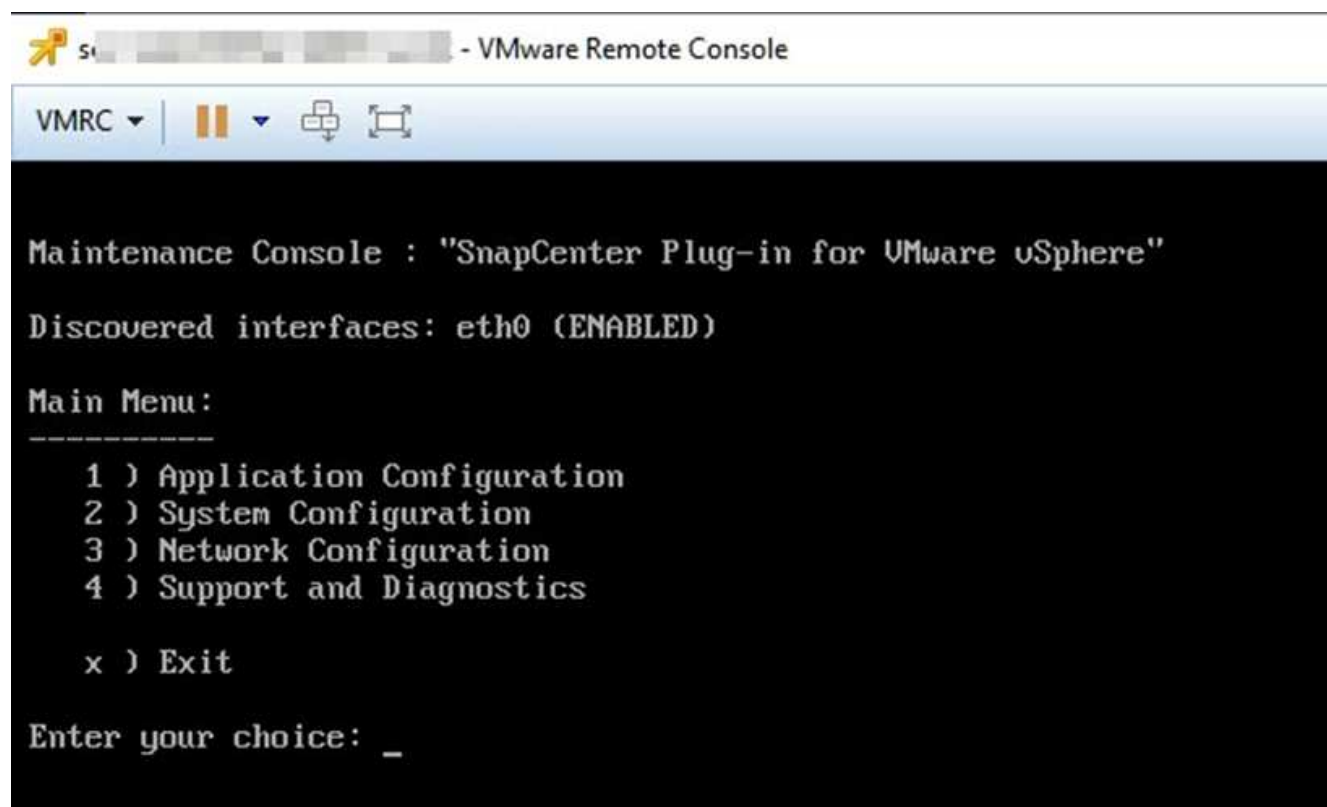 - VMware Remote Console
VMRC
Maintenance Console : "SnapCenter Plug-in for VMware vSphere"
Discovered interfaces: eth0 (ENABLED)
Main Menu:
----------
1 ) Application Configuration
2 ) System Configuration
3 ) Network Configuration
4 ) Support and Diagnostics
x ) Exit
Enter your choice: _